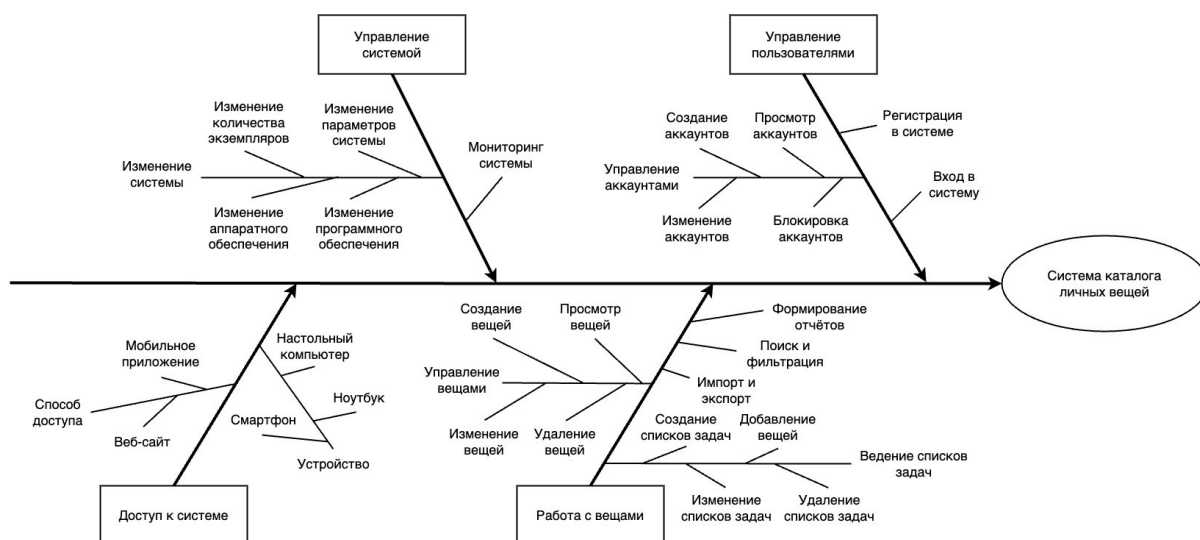 Управление
системой
Управление
пользователями
Изменение
количества
экземпляров
Изменение
параметров
системы
Мониторинг
системы
Изменение
системы
Изменение
аппаратного
обеспечения
Изменение
программного
обеспечения
Создание
аккаунтов
Просмотр
аккаунтов
Регистрация
в системе
Управление
аккаунтами
Вход в
систему
Изменение
аккаунтов
Блокировка
аккаунтов
Система каталога
личных вещей
Мобильное
приложение
Настольный
компьютер
Способ
доступа
Веб-сайт
Смартфон
Ноутбук
Устройство
Доступ к системе
Создание
вещей
Просмотр
вещей
Формирование
отчётов
Поиск и
фильтрация
Управление
вещами
Импорт и
экспорт
Изменение
вещей
Удаление
вещей
Создание
списков задач
Добавление
вещей
Ведение списков
задач
Изменение
списков задач
Удаление
списков задач
Работа с вещами